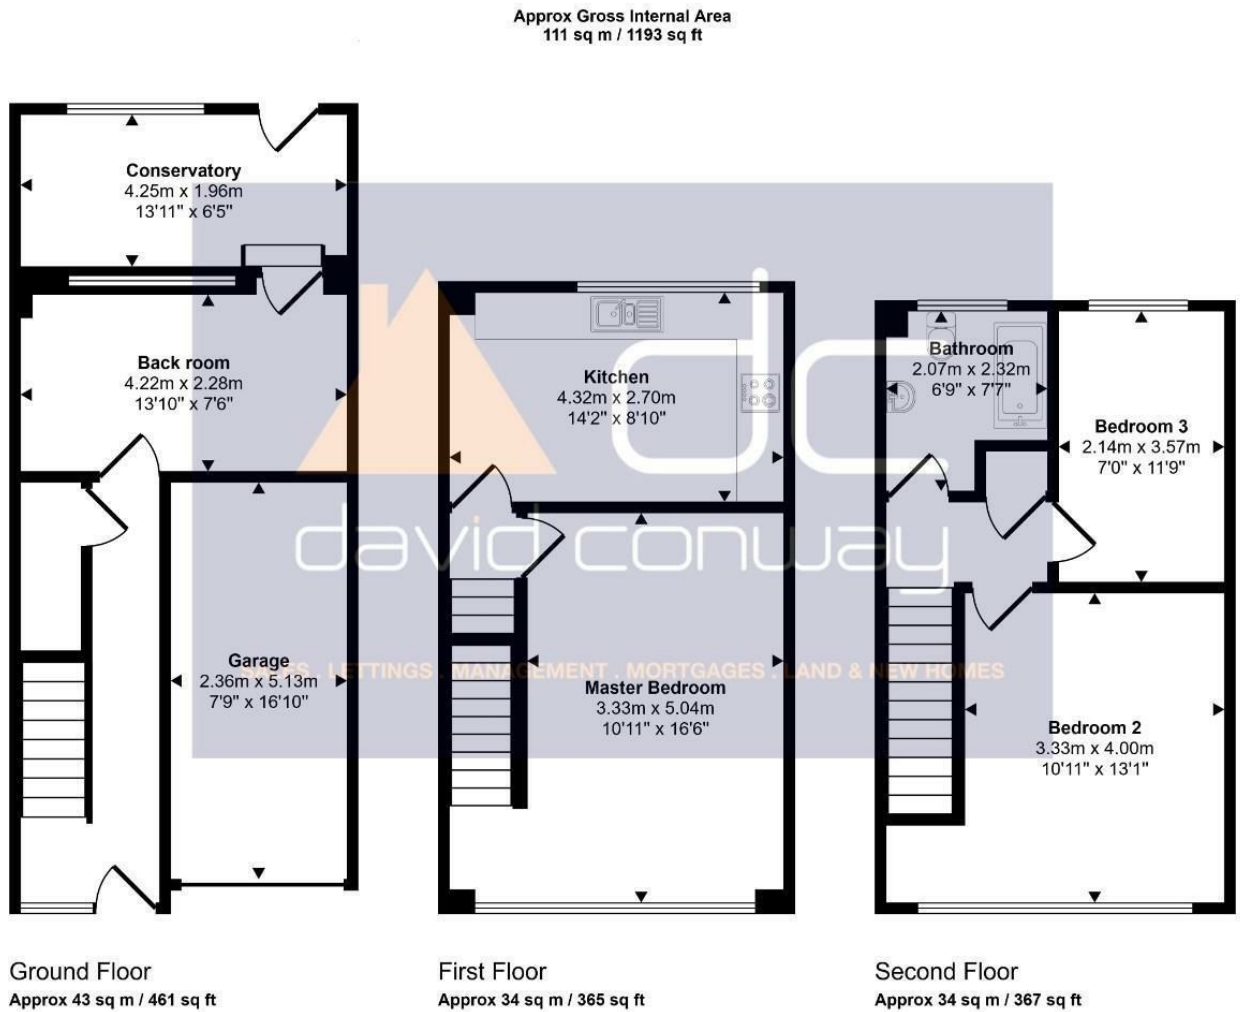 Approx Gross Internal Area
111 sq m / 1193 sq ft
Conservatory
4.25m x 1.96m
13'11" x 6'5"
Back room
4.22m x 2.28m
13'10" x 7'6"
Garage
2.36m x 5.13m
7'9" x 16'10"
Kitchen
4.32m x 2.70m
14'2" x 8'10"
Master Bedroom
3.33m x 5.04m
10'11" x 16'6"
Bathroom
2.07m x 2.32m
6'9" x 7'7"
Bedroom 3
2.14m x 3.57m
7'0" x 11'9"
Bedroom 2
3.33m x 4.00m
10'11" x 13'1"
dc
david conway
SALES . LETTINGS . MANAGEMENT . MORTGAGES . LAND & NEW HOMES
Ground Floor
Approx 43 sq m / 461 sq ft
First Floor
Approx 34 sq m / 365 sq ft
Second Floor
Approx 34 sq m / 367 sq ft